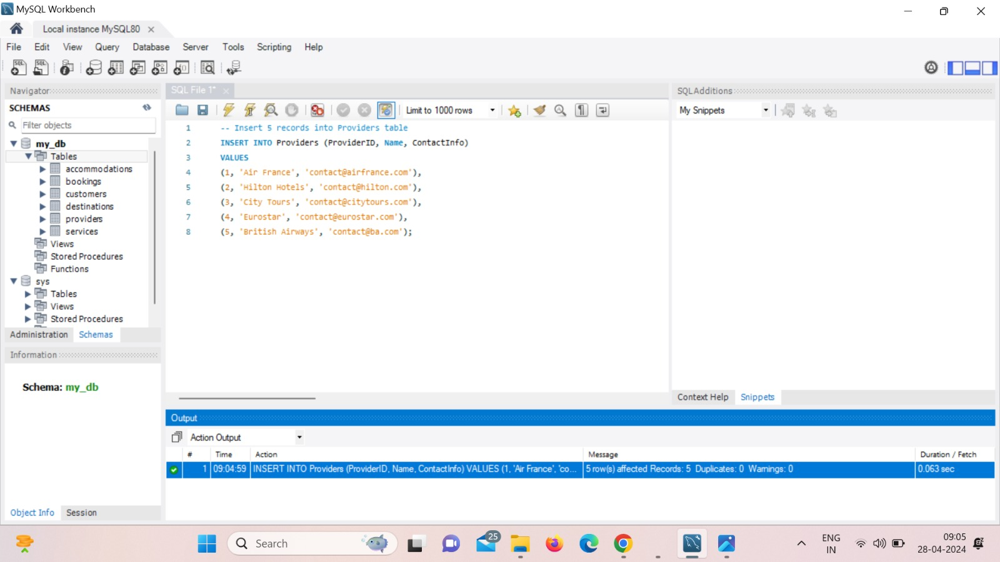 MySQL Workbench
Local instance MySQL80
File Edit View Query Database Server Tools Scripting Help
Navigator
SCHEMAS
Filter objects
my_db
Tables
accommodations
bookings
customers
destinations
providers
services
Views
Stored Procedures
Functions
sys
Tables
Views
Stored Procedures
Administration Schemas
Information
Schema: my_db
Object Info Session
SQL File 1*
Limit to 1000 rows
1 -- Insert 5 records into Providers table
2 INSERT INTO Providers (ProviderID, Name, ContactInfo)
3 VALUES
4 (1, 'Air France', 'contact@airfrance.com'),
5 (2, 'Hilton Hotels', 'contact@hilton.com'),
6 (3, 'City Tours', 'contact@citytours.com'),
7 (4, 'Eurostar', 'contact@eurostar.com'),
8 (5, 'British Airways', 'contact@ba.com');
SQLAdditions
My Snippets
Context Help Snippets
Output
Action Output
# Time Action Message Duration / Fetch
1 09:04:59 INSERT INTO Providers (ProviderID, Name, ContactInfo) VALUES (1, 'Air France', 'co... 5 row(s) affected Records: 5 Duplicates: 0 Warnings: 0 0.063 sec
Search
25
ENG
IN
09:05
28-04-2024